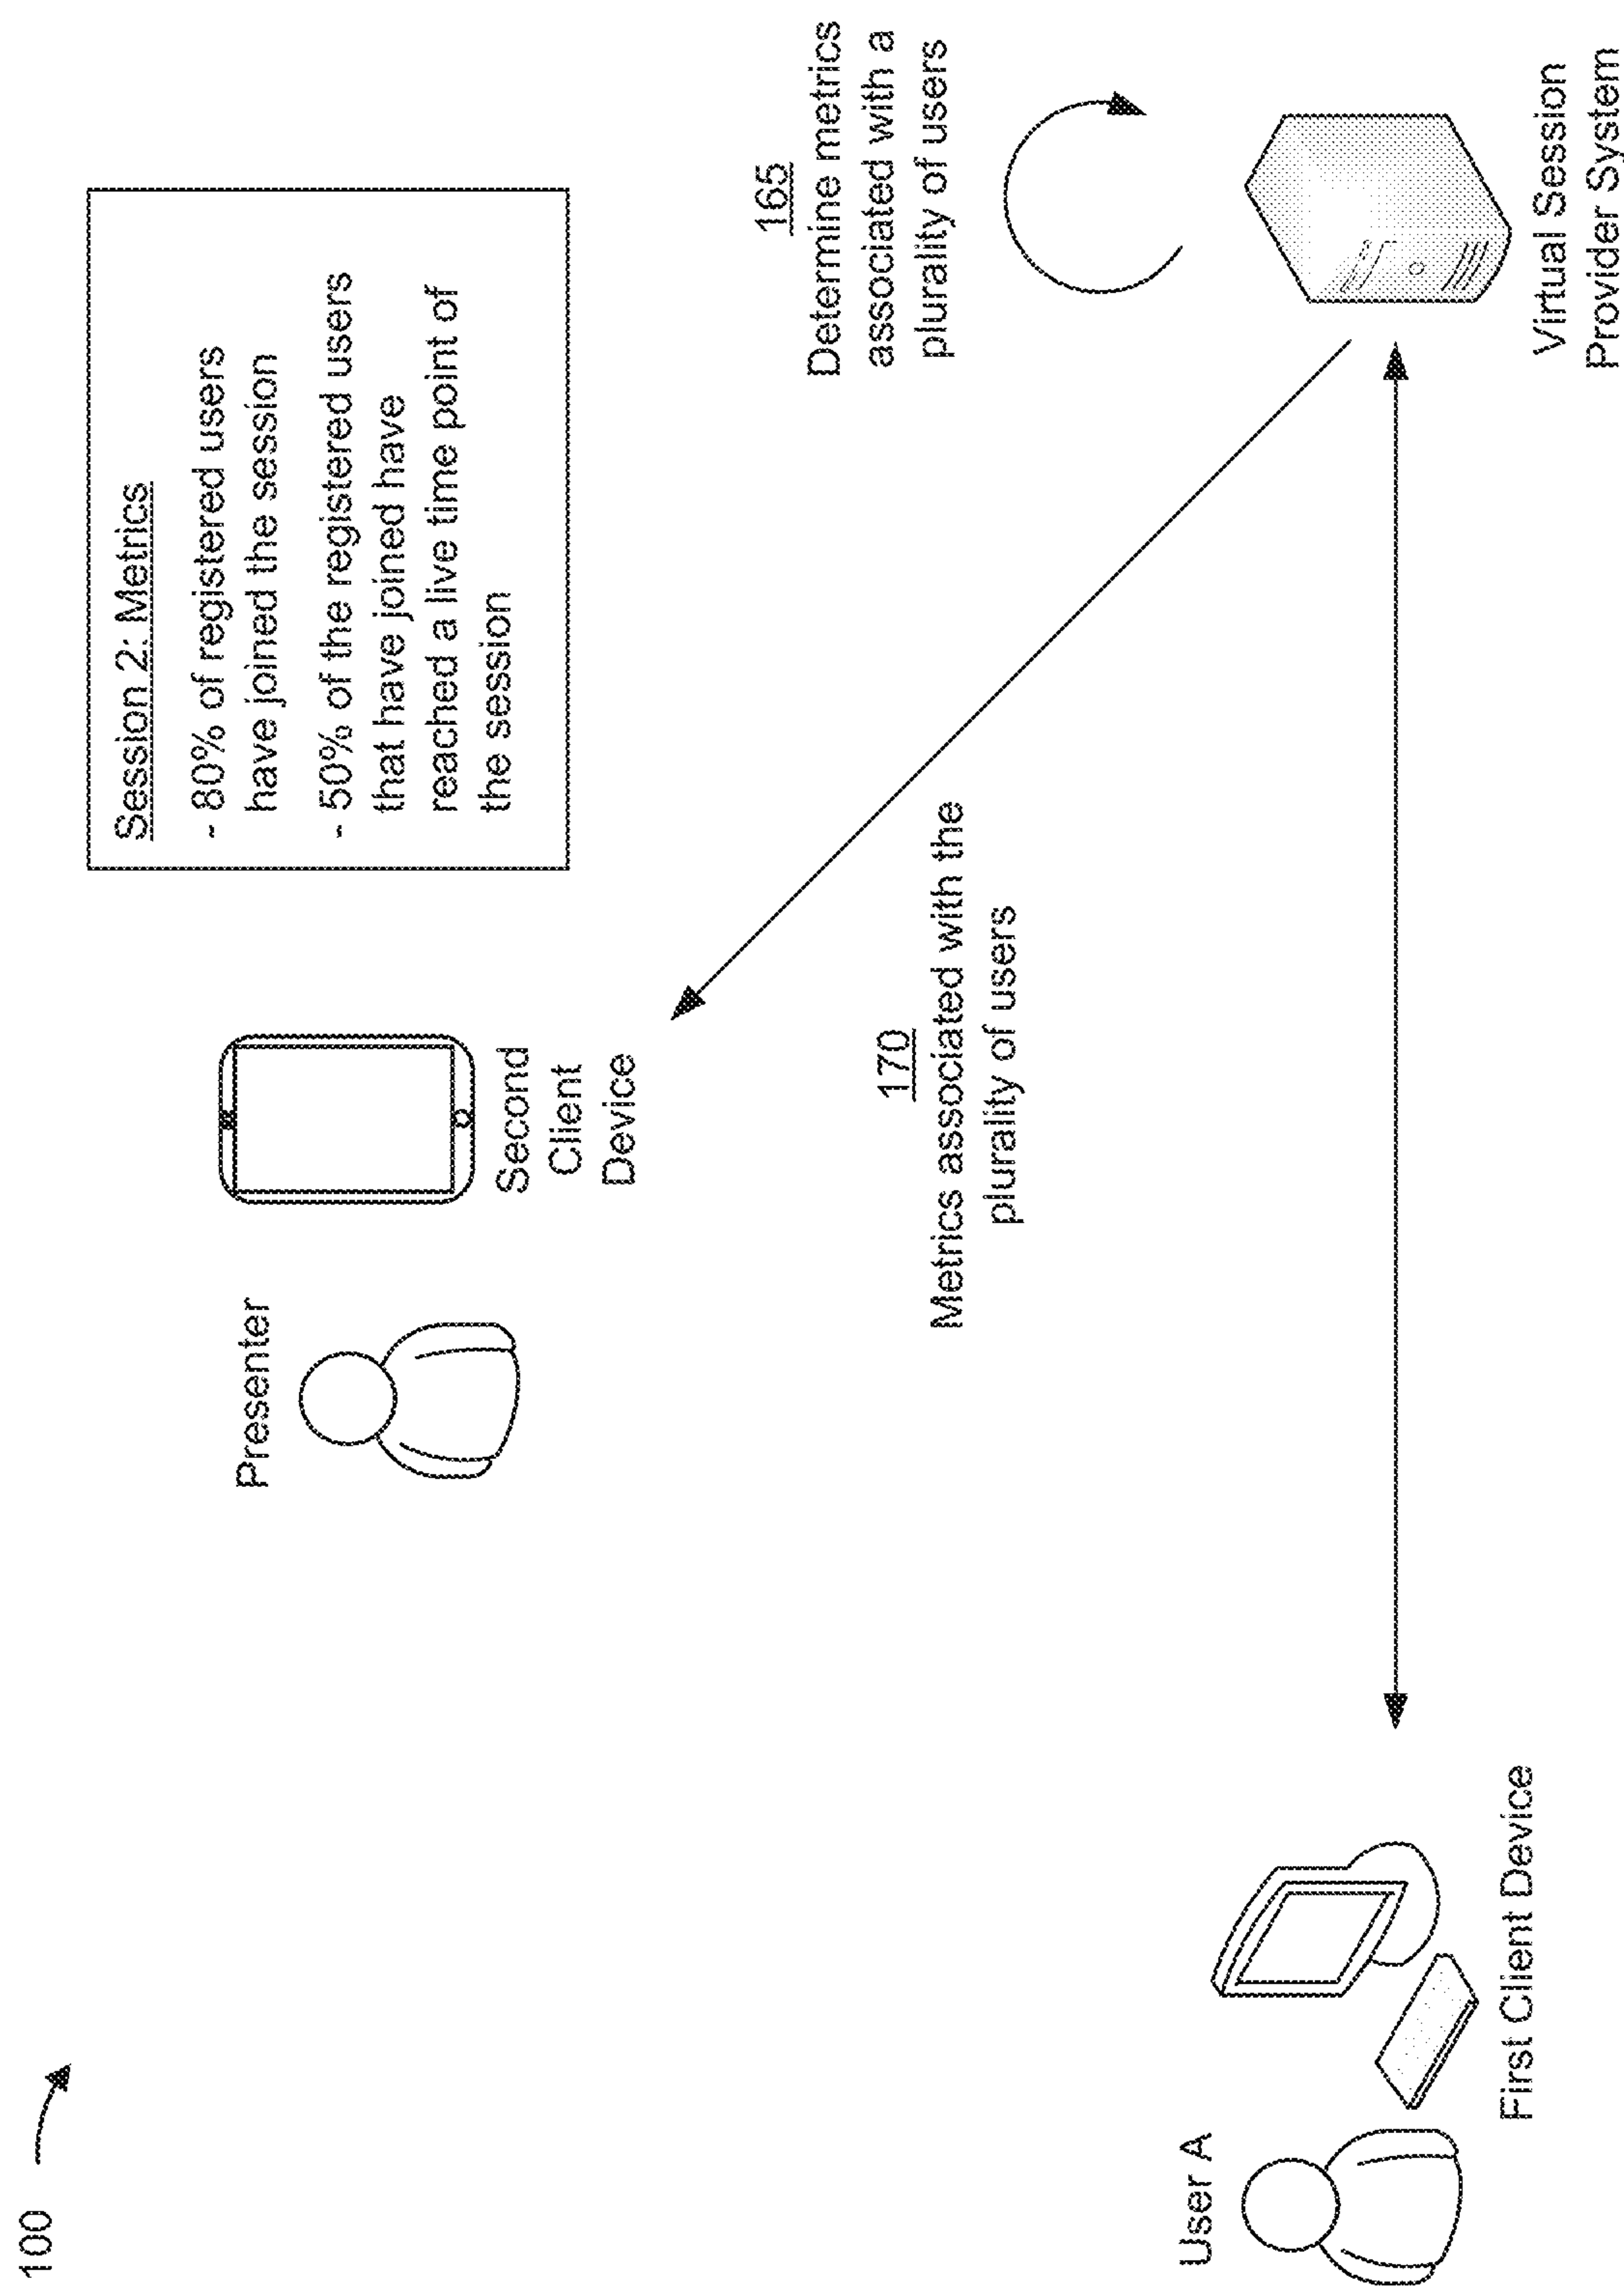 100
Presenter
Second
Client
Device
Session 2: Metrics
- 80% of registered users
have joined the session
- 50% of the registered users
that have joined have
reached a live time point of
the session
165
Determine metrics
associated with a
plurality of users
170
Metrics associated with the
plurality of users
User A
First Client Device
Virtual Session
Provider System